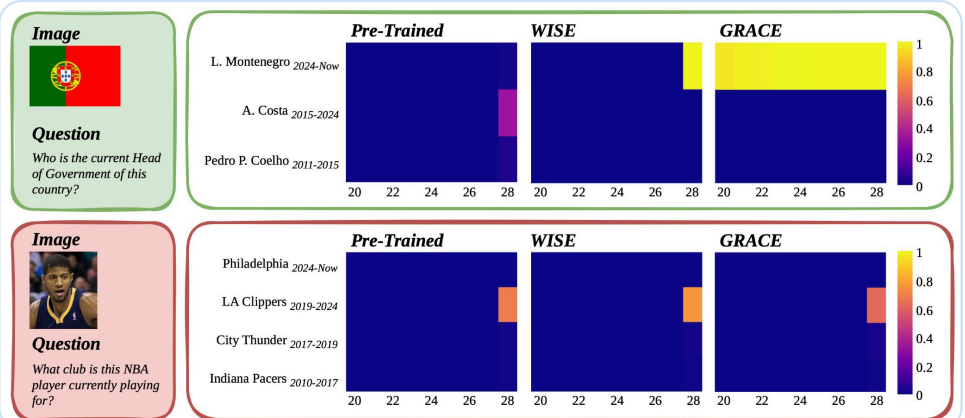 Image
Question
Who is the current Head
of Government of this
country?
Pre-Trained WISE GRACE
L. Montenegro 2024-Now
A. Costa 2015-2024
Pedro P. Coelho 2011-2015
20 22 24 26 28 20 22 24 26 28 20 22 24 26 28
1
0.8
0.6
0.4
0.2
0
Image
Question
What club is this NBA
player currently playing
for?
Pre-Trained WISE GRACE
Philadelphia 2024-Now
LA Clippers 2019-2024
City Thunder 2017-2019
Indiana Pacers 2010-2017
20 22 24 26 28 20 22 24 26 28 20 22 24 26 28
1
0.8
0.6
0.4
0.2
0